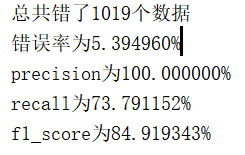 总共错了1019个数据
错误率为5.394960%
precision为100.000000%
recall为73.791152%
f1_score为84.919343%